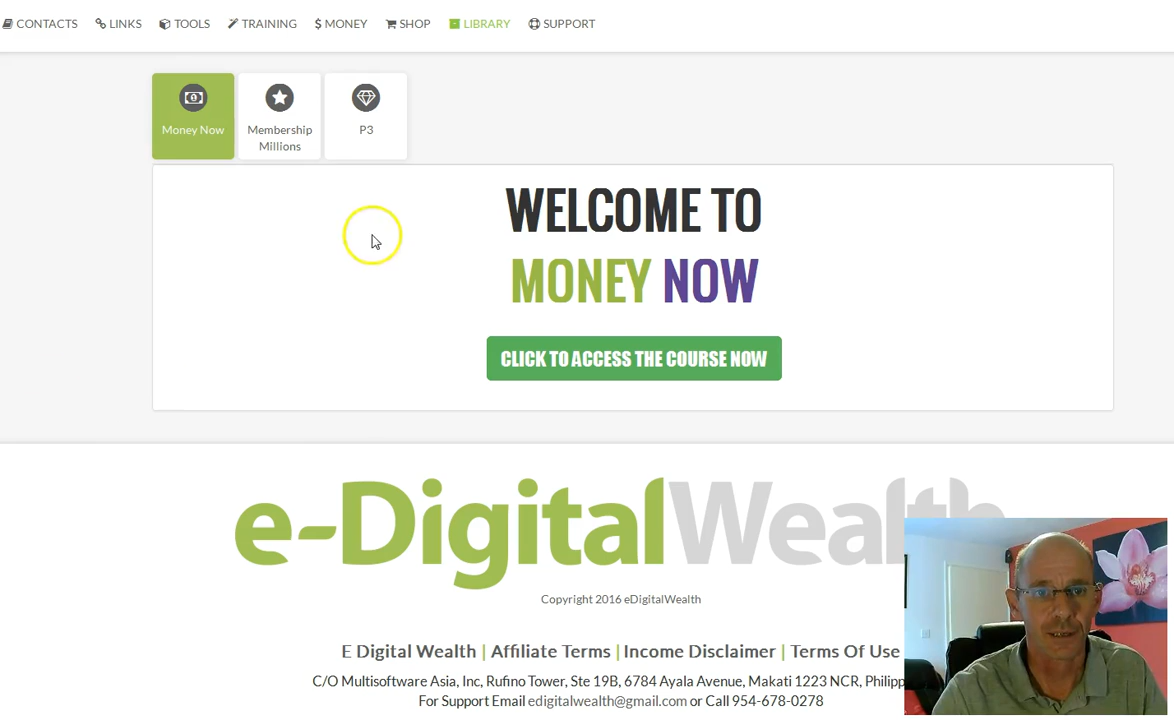 CONTACTS LINKS TOOLS TRAINING $ MONEY SHOP LIBRARY SUPPORT
Money Now
Membership
Millions
P3
WELCOME TO
MONEY NOW
CLICK TO ACCESS THE COURSE NOW
e-DigitalWealth
Copyright 2016 eDigitalWealth
E Digital Wealth | Affiliate Terms | Income Disclaimer | Terms Of Use
C/O Multisoftware Asia, Inc, Rufino Tower, Ste 19B, 6784 Ayala Avenue, Makati 1223 NCR, Philipp
For Support Email edigitalwealth@gmail.com or Call 954-678-0278